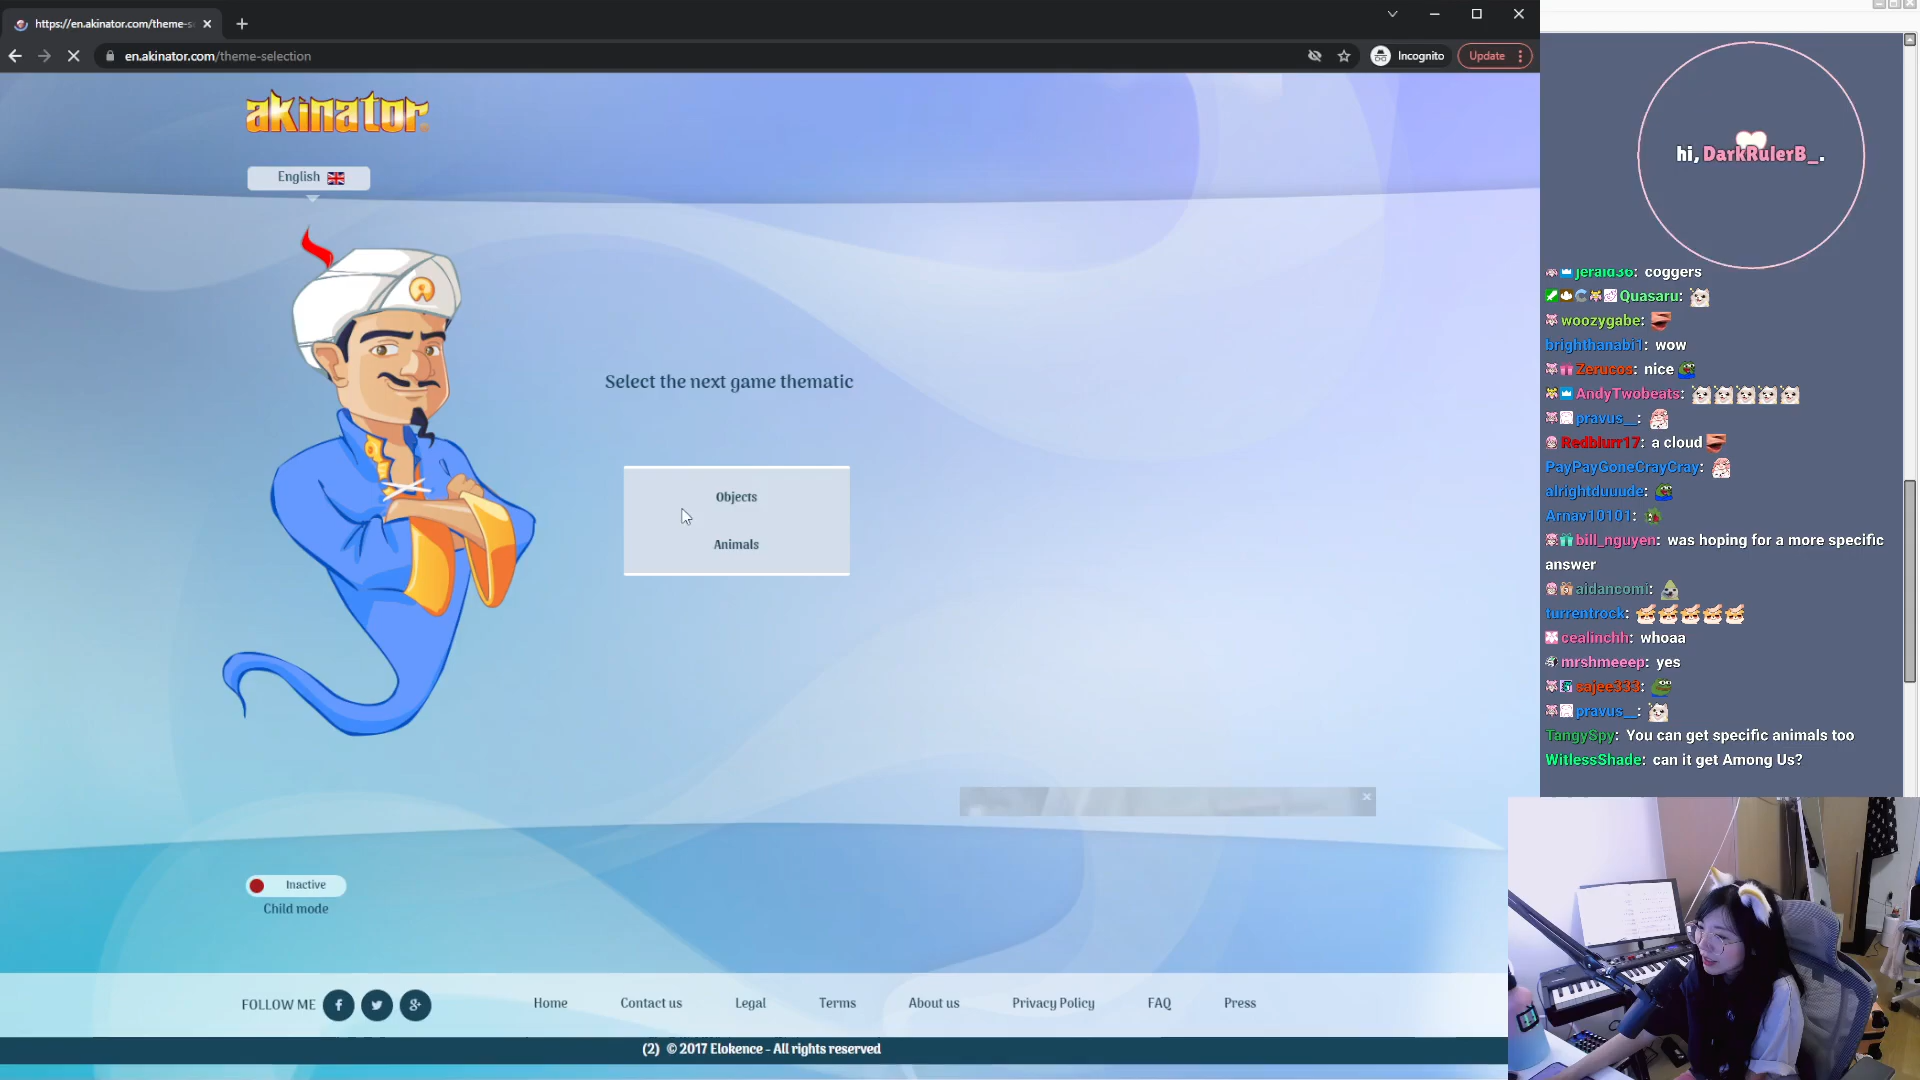 https://en.akinator.com/theme-s
en.akinator.com/theme-selection
Incognito
Update
akinator
English
Select the next game thematic
Objects
Animals
Inactive
Child mode
FOLLOW ME
Home
Contact us
Legal
Terms
About us
Privacy Policy
FAQ
Press
(2) © 2017 Elokence - All rights reserved
hi, DarkRulerB_.
jerald36: coggers
Quasaru:
woozygabe:
brighthanabi1: wow
Zerucos: nice
AndyTwobeats:
pravus__:
Redblurr17: a cloud
PayPayGoneCrayCray:
alrightduuude:
Arnav10101:
bill_nguyen: was hoping for a more specific
answer
aidancomi:
turrentrock:
cealinchh: whoaa
mrshmeeep: yes
sajee333:
pravus__:
TangySpy: You can get specific animals too
WitlessShade: can it get Among Us?